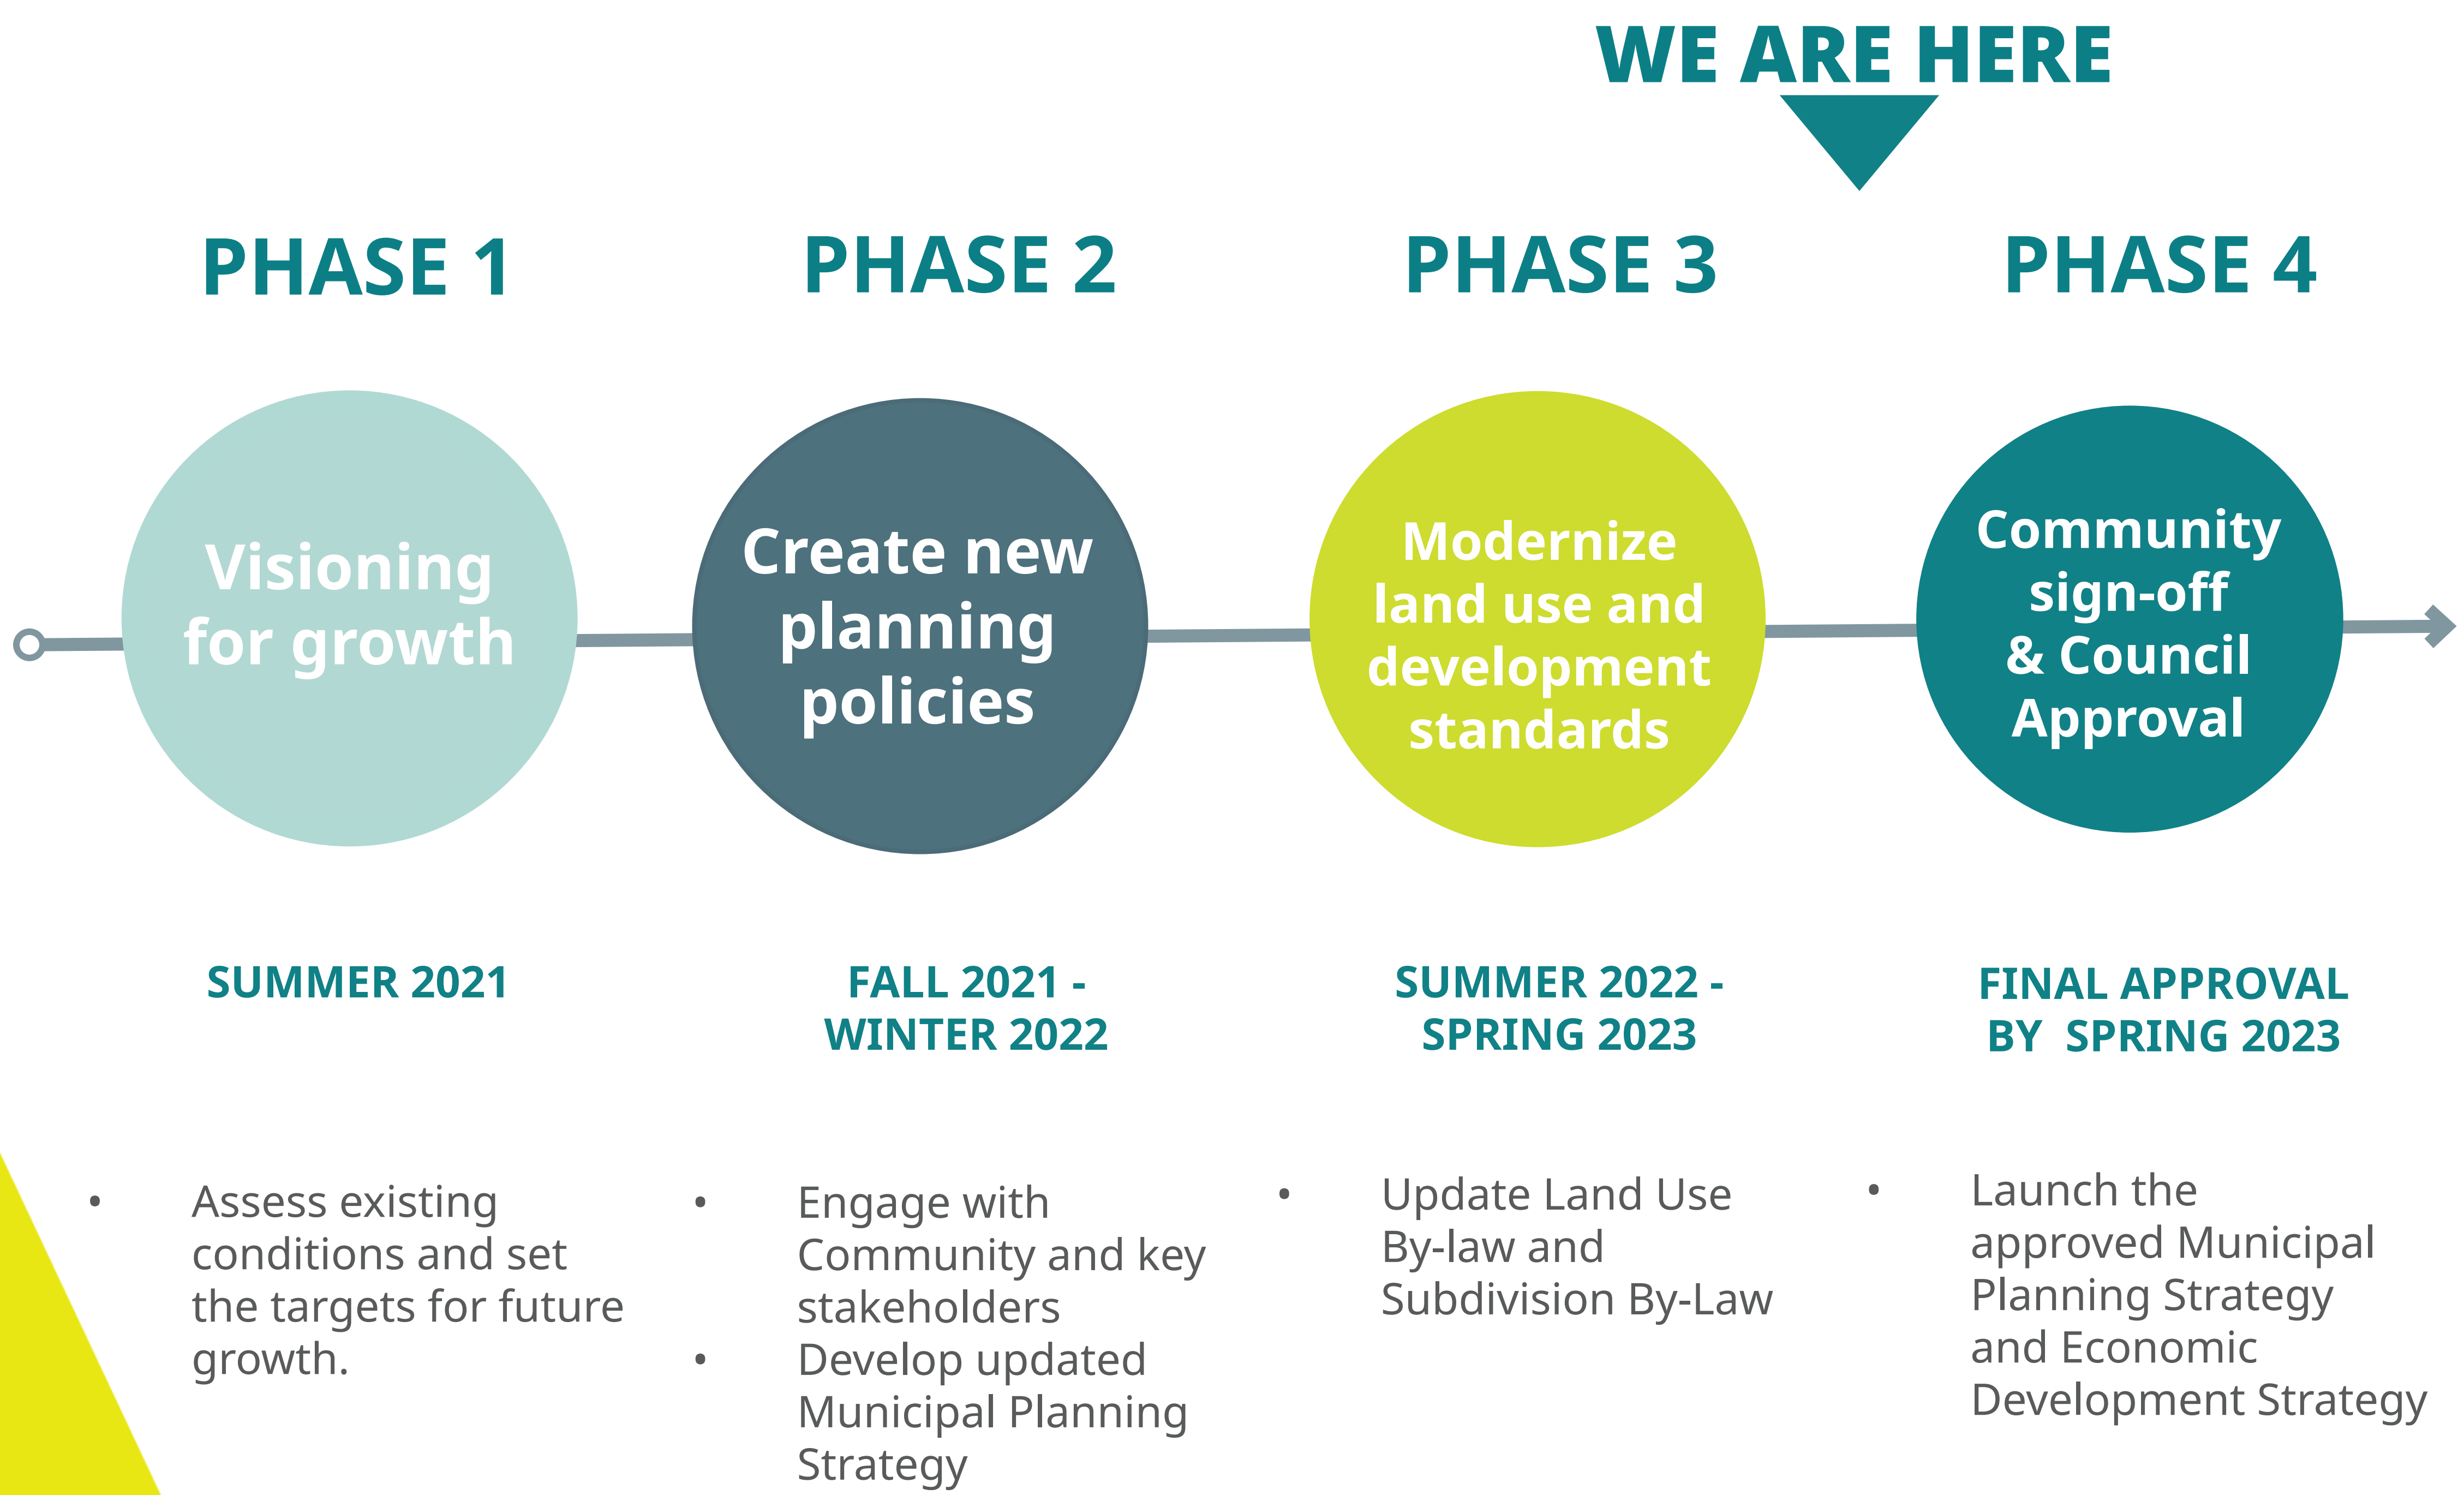 WE ARE HERE
PHASE 1
PHASE 2
PHASE 3
PHASE 4
Visioning
for growth
Create new
planning
policies
Modernize
land use and
development
standards
Community
sign-off
& Council
Approval
SUMMER 2021
FALL 2021 -
WINTER 2022
SUMMER 2022 -
SPRING 2023
FINAL APPROVAL
BY SPRING 2023
• Assess existing
conditions and set
the targets for future
growth.
• Engage with
Community and key
stakeholders
• Develop updated
Municipal Planning
Strategy
• Update Land Use
By-law and
Subdivision By-Law
• Launch the
approved Municipal
Planning Strategy
and Economic
Development Strategy